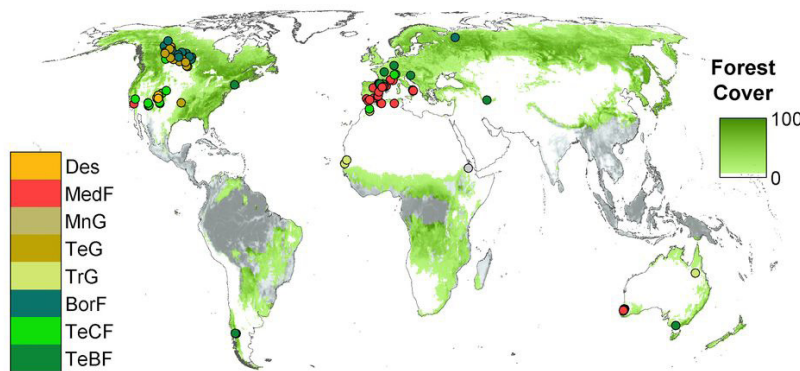 Forest
Cover
100
0
Des
MedF
MnG
TeG
TrG
BorF
TeCF
TeBF